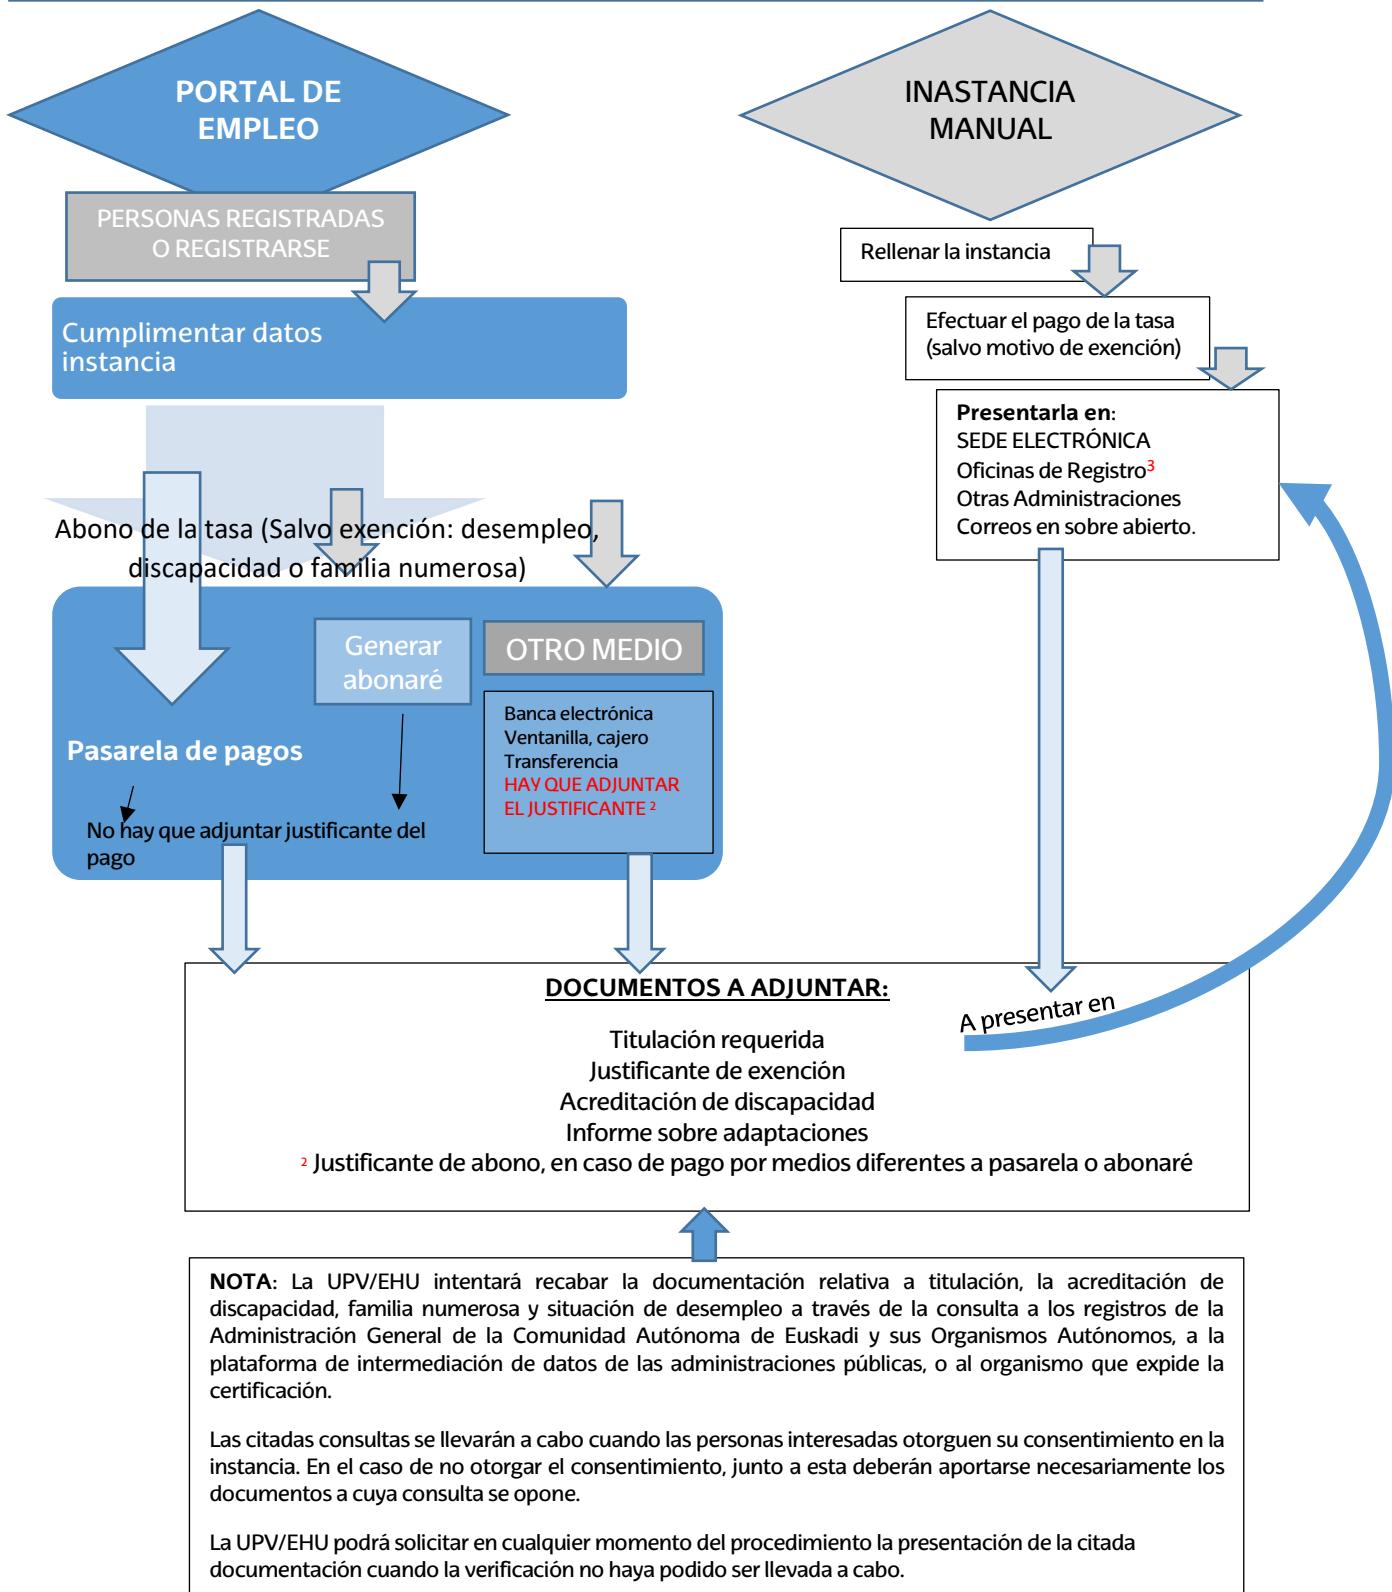 PORTAL DE
EMPLEO
PERSONAS REGISTRADAS
O REGISTRARSE
Cumplimentar datos
instancia
Abono de la tasa (Salvo exención: desempleo,
discapacidad o familia numerosa)
Generar
abonaré
OTRO MEDIO
Banca electrónica
Ventanilla, cajero
Transferencia
HAY QUE ADJUNTAR
EL JUSTIFICANTE ²
Pasarela de pagos
No hay que adjuntar justificante del
pago
INASTANCIA
MANUAL
Rellenar la instancia
Efectuar el pago de la tasa
(salvo motivo de exención)
Presentarla en:
SEDE ELECTRÓNICA
Oficinas de Registro³
Otras Administraciones
Correos en sobre abierto.
DOCUMENTOS A ADJUNTAR:
A presentar en
Titulación requerida
Justificante de exención
Acreditación de discapacidad
Informe sobre adaptaciones
² Justificante de abono, en caso de pago por medios diferentes a pasarela o abonaré
NOTA: La UPV/EHU intentará recabar la documentación relativa a titulación, la acreditación de
discapacidad, familia numerosa y situación de desempleo a través de la consulta a los registros de la
Administración General de la Comunidad Autónoma de Euskadi y sus Organismos Autónomos, a la
plataforma de intermediación de datos de las administraciones públicas, o al organismo que expide la
certificación.
Las citadas consultas se llevarán a cabo cuando las personas interesadas otorguen su consentimiento en la
instancia. En el caso de no otorgar el consentimiento, junto a esta deberán aportarse necesariamente los
documentos a cuya consulta se opone.
La UPV/EHU podrá solicitar en cualquier momento del procedimiento la presentación de la citada
documentación cuando la verificación no haya podido ser llevada a cabo.